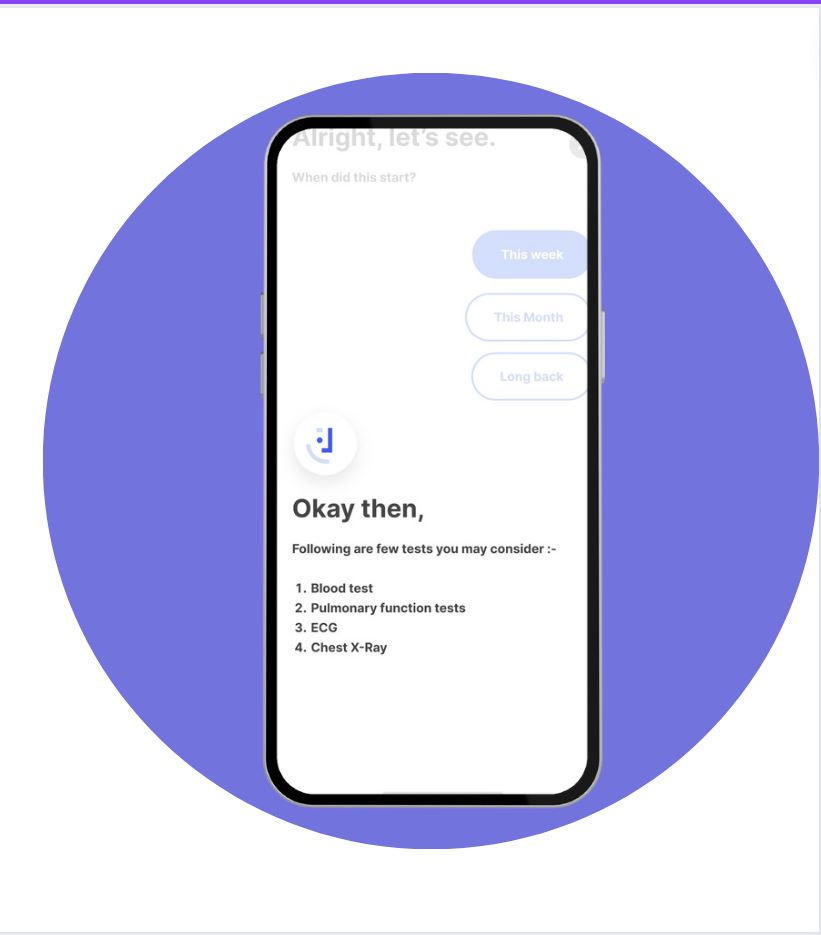 Alright, let's see.
When did this start?
This week
This Month
Long back
Okay then,
Following are few tests you may consider :-
1. Blood test
2. Pulmonary function tests
3. ECG
4. Chest X-Ray